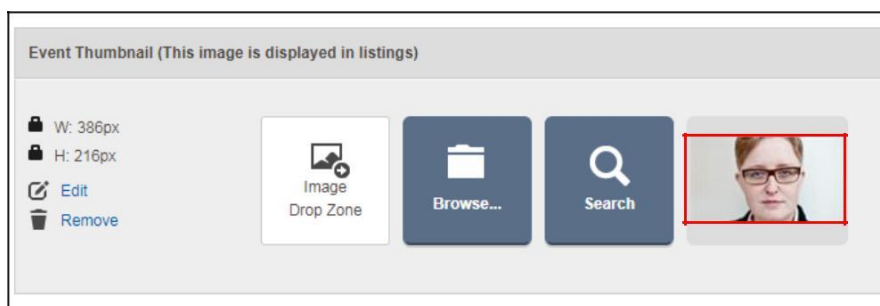 Event Thumbnail (This image is displayed in listings)
W: 386px
H: 216px
Edit
Remove
Image
Drop Zone
Browse...
Search